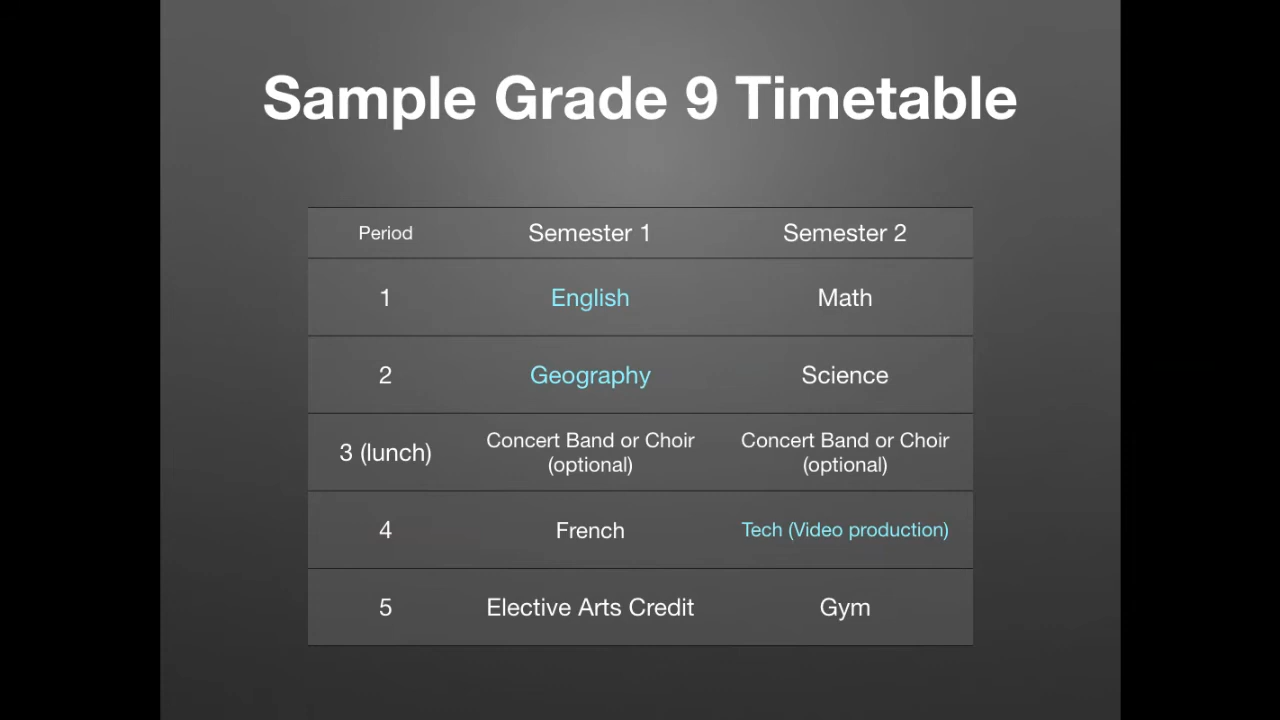 Sample Grade 9 Timetable
Period Semester 1 Semester 2
1 English Math
2 Geography Science
3 (lunch) Concert Band or Choir (optional) Concert Band or Choir (optional)
4 French Tech (Video production)
5 Elective Arts Credit Gym